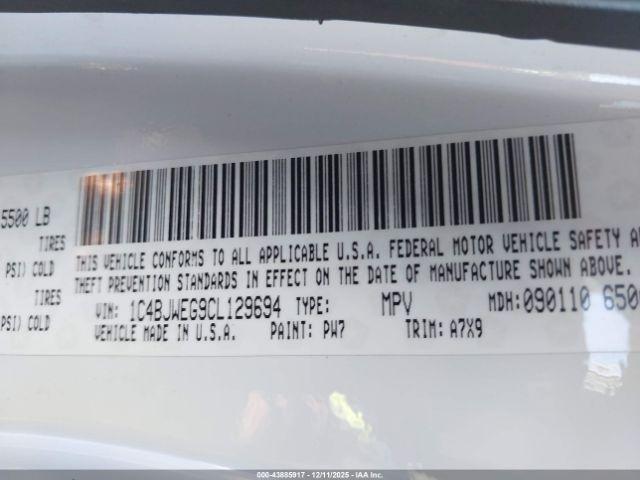 5500 LB
TIRES
THIS VEHICLE CONFORMS TO ALL APPLICABLE U.S.A. FEDERAL MOTOR VEHICLE SAFETY
PSI) COLD
THEFT PREVENTION STANDARDS IN EFFECT ON THE DATE OF MANUFACTURE SHOWN ABOVE.
TIRES
VIN: 1C4BJWEG9CL129694 TYPE: MPV MDH:090110 650
PSI) COLD
VEHICLE MADE IN U.S.A. PAINT: PW7 TRIM: A7X9
000-43885917 - 12/11/2025 - IAA Inc.